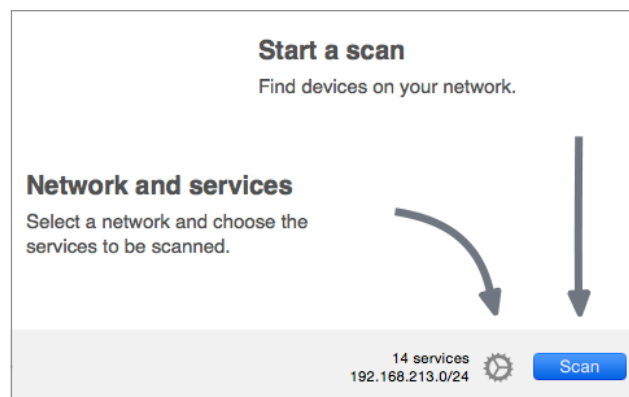 Start a scan
Find devices on your network.
Network and services
Select a network and choose the
services to be scanned.
14 services
192.168.213.0/24
Scan